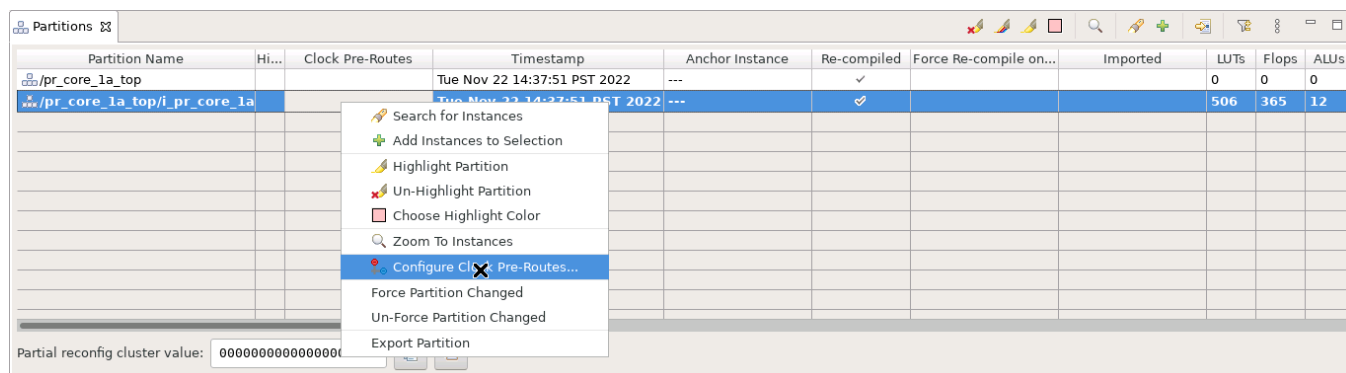 Partitions
Partition Name Hi... Clock Pre-Routes Timestamp Anchor Instance Re-compiled Force Re-compile on... Imported LUTs Flops ALUs
/pr_core_1a_top Tue Nov 22 14:37:51 PST 2022 --- 0 0 0
/pr_core_1a_top/i_pr_core_1a Tue Nov 22 14:37:51 PST 2022 --- 506 365 12
Search for Instances
Add Instances to Selection
Highlight Partition
Un-Highlight Partition
Choose Highlight Color
Zoom To Instances
Configure Clock Pre-Routes...
Force Partition Changed
Un-Force Partition Changed
Export Partition
Partial reconfig cluster value: 0000000000000000